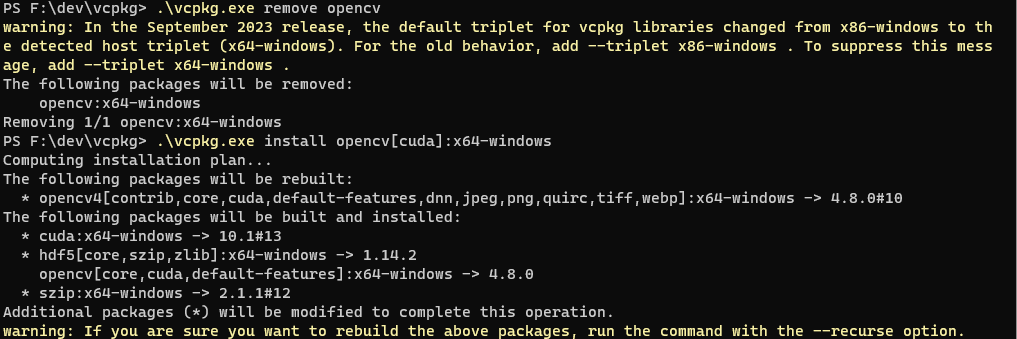 PS F:\dev\vcpkg> .\vcpkg.exe remove opencv
warning: In the September 2023 release, the default triplet for vcpkg libraries changed from x86-windows to th
e detected host triplet (x64-windows). For the old behavior, add --triplet x86-windows . To suppress this mess
age, add --triplet x64-windows .
The following packages will be removed:
    opencv:x64-windows
Removing 1/1 opencv:x64-windows
PS F:\dev\vcpkg> .\vcpkg.exe install opencv[cuda]:x64-windows
Computing installation plan...
The following packages will be rebuilt:
  * opencv4[contrib,core,cuda,default-features,dnn,jpeg,png,quirc,tiff,webp]:x64-windows -> 4.8.0#10
The following packages will be built and installed:
  * cuda:x64-windows -> 10.1#13
  * hdf5[core,szip,zlib]:x64-windows -> 1.14.2
    opencv[core,cuda,default-features]:x64-windows -> 4.8.0
  * szip:x64-windows -> 2.1.1#12
Additional packages (*) will be modified to complete this operation.
warning: If you are sure you want to rebuild the above packages, run the command with the --recurse option.